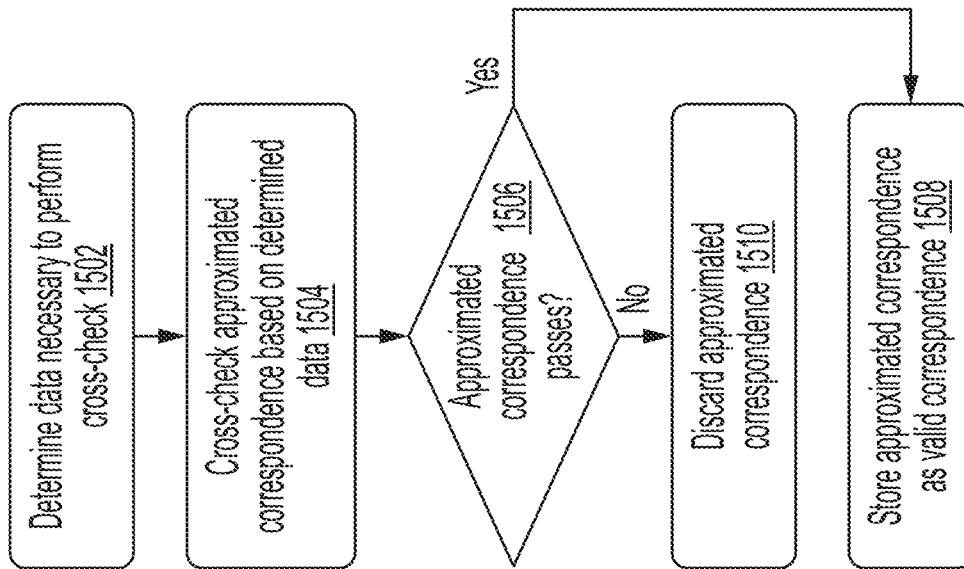 Determine data necessary to perform
cross-check 1502
Cross-check approximated
correspondence based on determined
data 1504
Approximated
correspondence 1506
passes?
Yes
No
Discard approximated
correspondence 1510
Store approximated correspondence
as valid correspondence 1508